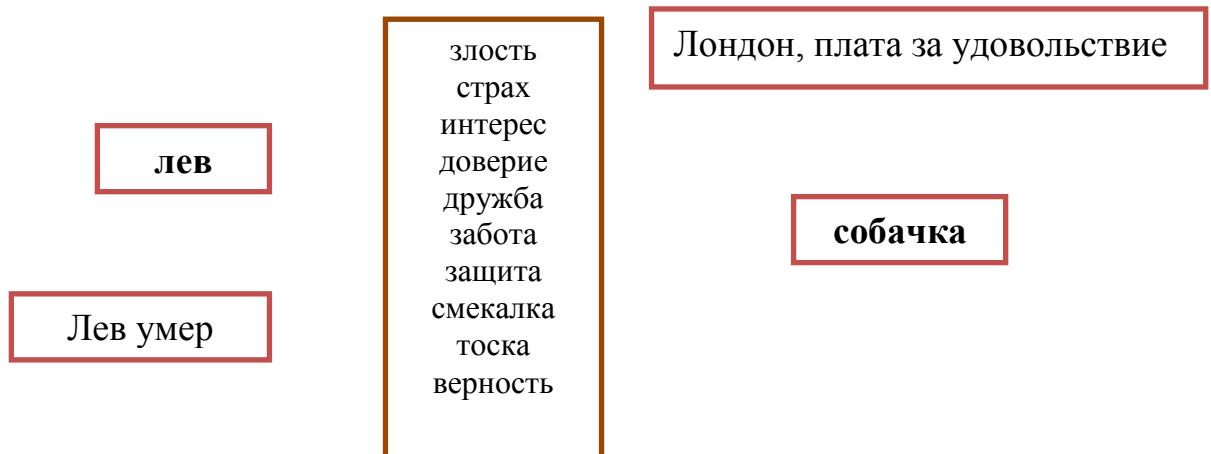 Лондон, плата за удовольствие
злость
страх
интерес
доверие
дружба
забота
защита
смекалка
тоска
верность
лев
собачка
Лев умер